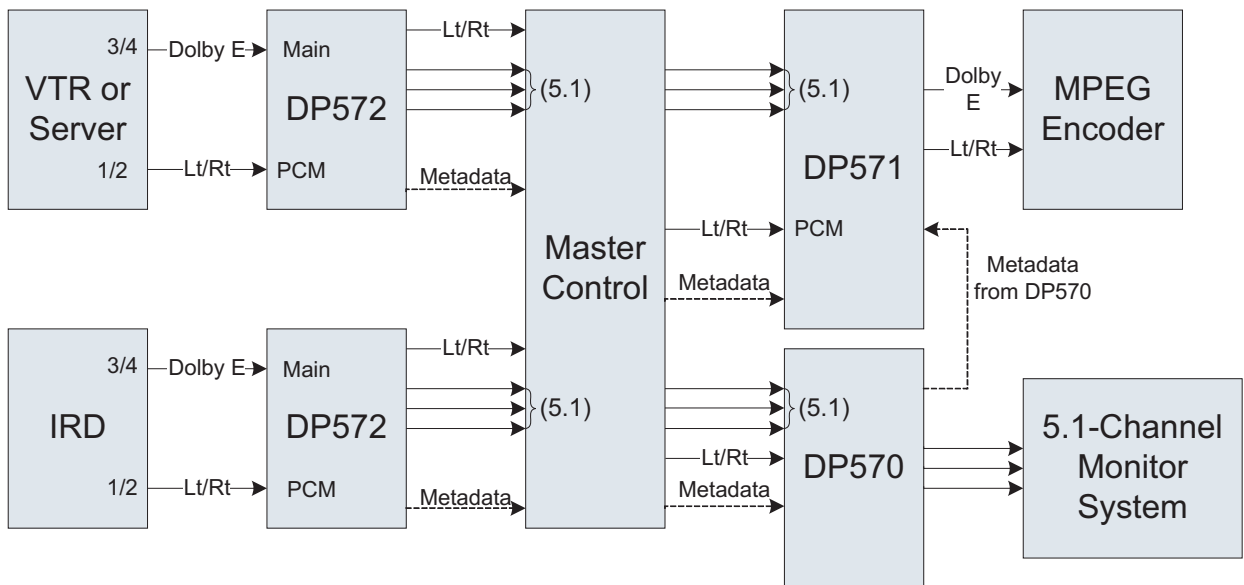 3/4
Dolby E
Main
VTR or
Server
DP572
1/2
Lt/Rt
PCM
Lt/Rt
(5.1)
Metadata
IRD
3/4
Dolby E
Main
DP572
1/2
Lt/Rt
PCM
Lt/Rt
(5.1)
Metadata
Master
Control
(5.1)
DP571
Lt/Rt
PCM
Metadata
Dolby
E
Lt/Rt
MPEG
Encoder
Metadata
from DP570
(5.1)
Lt/Rt
DP570
Metadata
5.1-Channel
Monitor
System